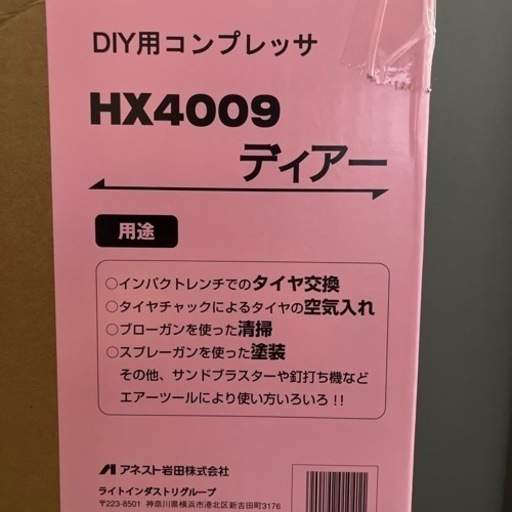 DIY用コンプレッサ
HX4009
ディアー
用途
○インパクトレンチでのタイヤ交換
○タイヤチャックによるタイヤの空気入れ
○ブローガンを使った清掃
○スプレーガンを使った塗装
その他、サンドブラスターや釘打ち機など
エアーツールにより使い方いろいろ!!
アネスト岩田株式会社
ライトインダストリグループ
〒223-8501 神奈川県横浜市港北区新吉田町3176